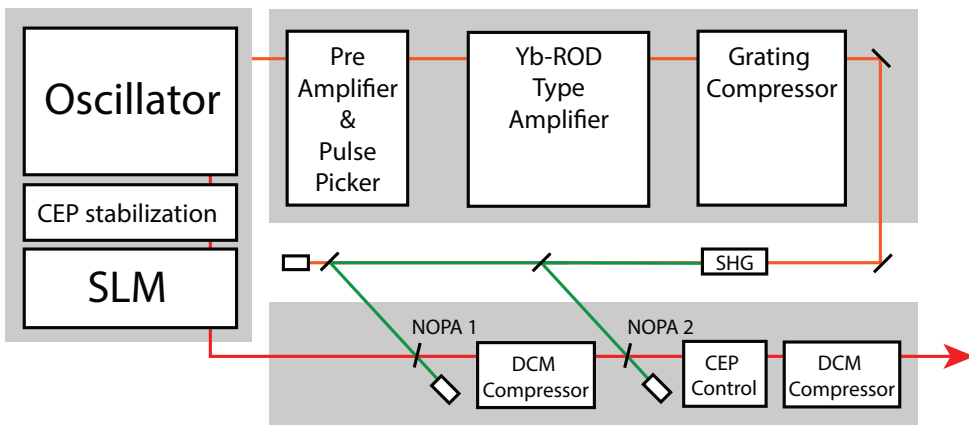 Oscillator
CEP stabilization
SLM
Pre
Amplifier
&
Pulse
Picker
Yb-ROD
Type
Amplifier
Grating
Compressor
SHG
NOPA 1
NOPA 2
DCM
Compressor
CEP
Control
DCM
Compressor